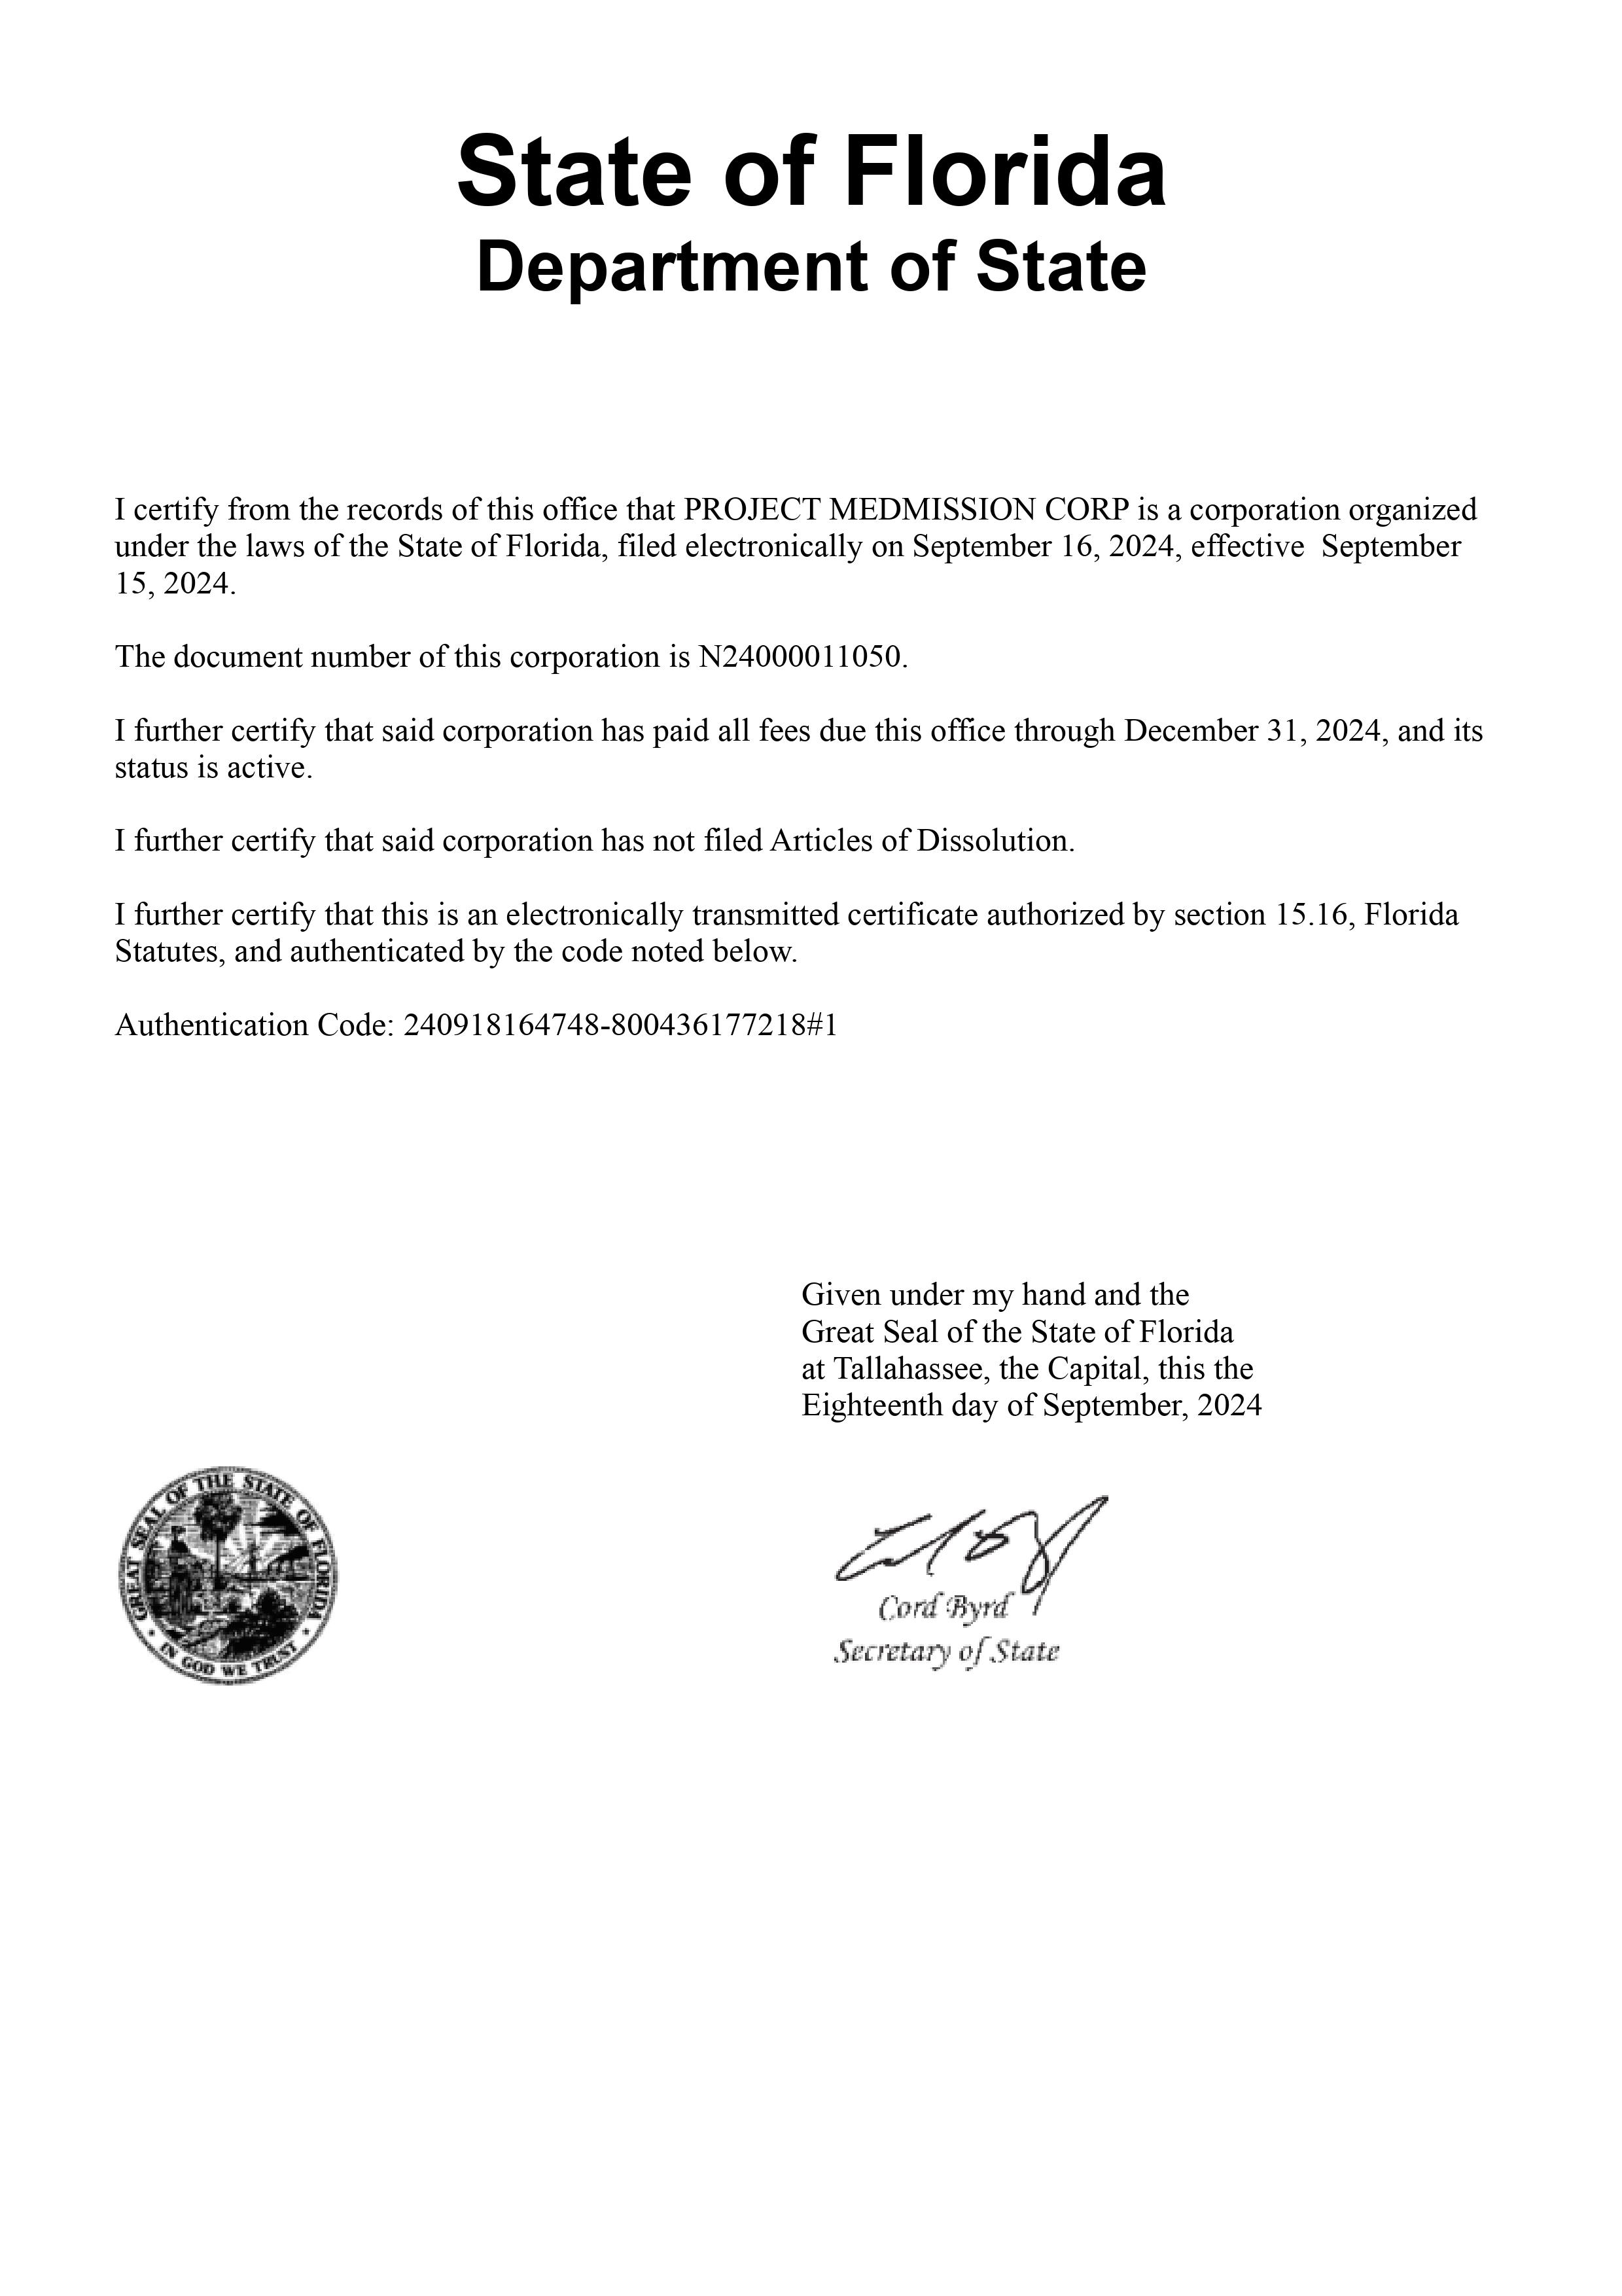 State of Florida
Department of State
I certify from the records of this office that PROJECT MEDMISSION CORP is a corporation organized
under the laws of the State of Florida, filed electronically on September 16, 2024, effective  September
15, 2024.
The document number of this corporation is N24000011050.
I further certify that said corporation has paid all fees due this office through December 31, 2024, and its
status is active.
I further certify that said corporation has not filed Articles of Dissolution.
I further certify that this is an electronically transmitted certificate authorized by section 15.16, Florida
Statutes, and authenticated by the code noted below.
Authentication Code: 240918164748-800436177218#1
Given under my hand and the
Great Seal of the State of Florida
at Tallahassee, the Capital, this the
Eighteenth day of September, 2024
GREAT SEAL OF THE STATE OF FLORIDA
IN GOD WE TRUST
Cord Byrd
Secretary of State